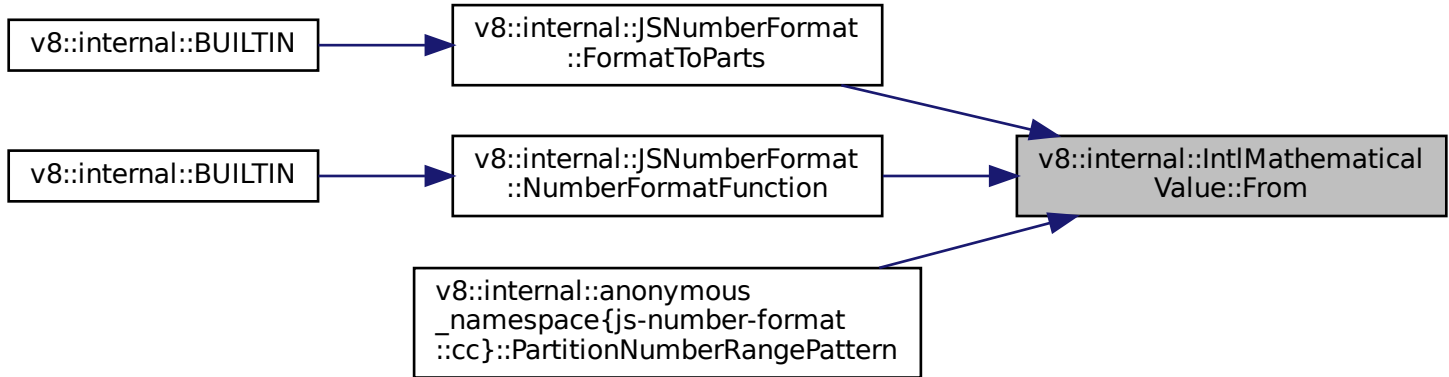 v8::internal::BUILTIN
v8::internal::JSNumberFormat
::FormatToParts
v8::internal::BUILTIN
v8::internal::JSNumberFormat
::NumberFormatFunction
v8::internal::IntlMathematical
Value::From
v8::internal::anonymous
_namespace{js-number-format
::cc}::PartitionNumberRangePattern